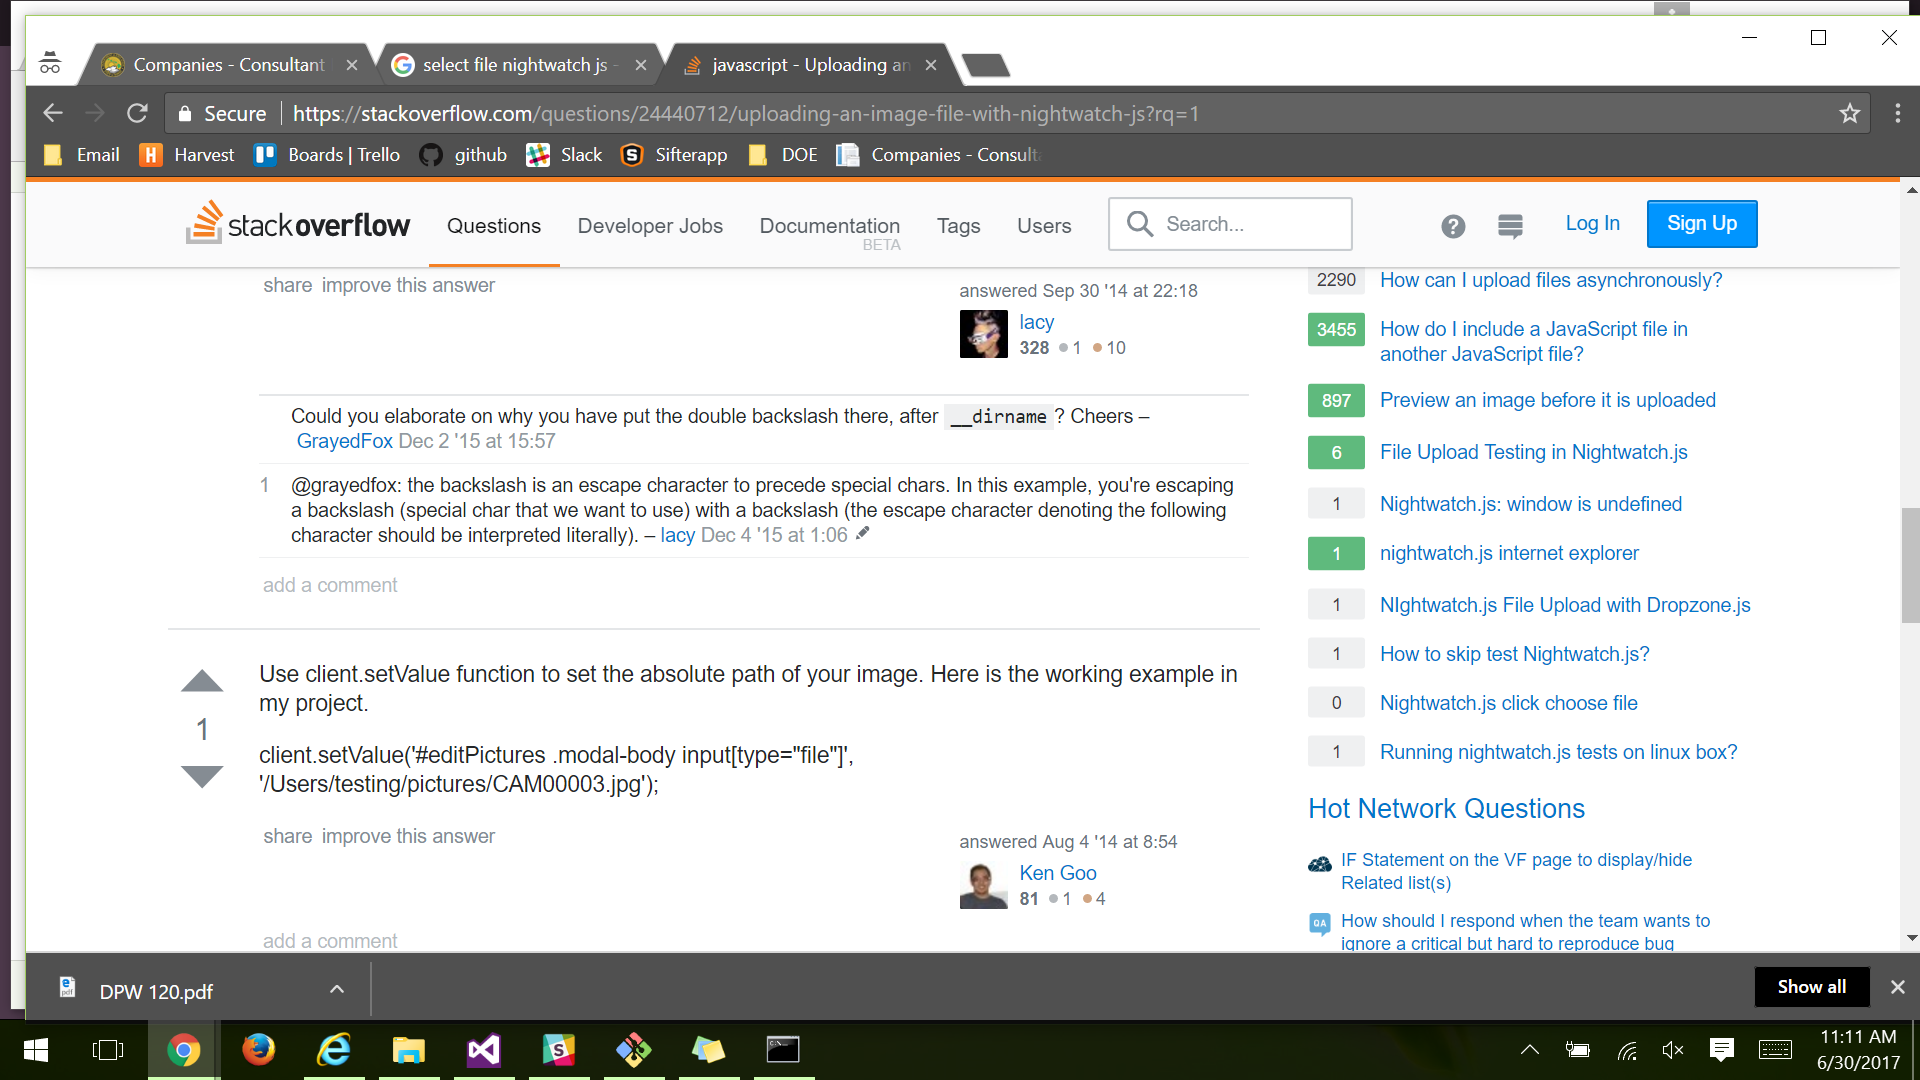 Companies - Consultant
select file nightwatch js -
javascript - Uploading an
Secure
https://stackoverflow.com/questions/24440712/uploading-an-image-file-with-nightwatch-js?rq=1
Email
Harvest
Boards | Trello
github
Slack
Sifterapp
DOE
Companies - Consulta
stackoverflow
Questions
Developer Jobs
Documentation
BETA
Tags
Users
Search...
Log In
Sign Up
share improve this answer
answered Sep 30 '14 at 22:18
lacy
328 1 10
Could you elaborate on why you have put the double backslash there, after __dirname ? Cheers –
GrayedFox Dec 2 '15 at 15:57
1 @grayedfox: the backslash is an escape character to precede special chars. In this example, you're escaping
a backslash (special char that we want to use) with a backslash (the escape character denoting the following
character should be interpreted literally). – lacy Dec 4 '15 at 1:06
add a comment
Use client.setValue function to set the absolute path of your image. Here is the working example in
my project.
1
client.setValue('#editPictures .modal-body input[type="file"]',
'/Users/testing/pictures/CAM00003.jpg');
share improve this answer
answered Aug 4 '14 at 8:54
Ken Goo
81 1 4
add a comment
2290 How can I upload files asynchronously?
3455 How do I include a JavaScript file in
another JavaScript file?
897 Preview an image before it is uploaded
6 File Upload Testing in Nightwatch.js
1 Nightwatch.js: window is undefined
1 nightwatch.js internet explorer
1 NIghtwatch.js File Upload with Dropzone.js
1 How to skip test Nightwatch.js?
0 Nightwatch.js click choose file
1 Running nightwatch.js tests on linux box?
Hot Network Questions
IF Statement on the VF page to display/hide
Related list(s)
QA How should I respond when the team wants to
ignore a critical but hard to reproduce bug
DPW 120.pdf
Show all
11:11 AM
6/30/2017